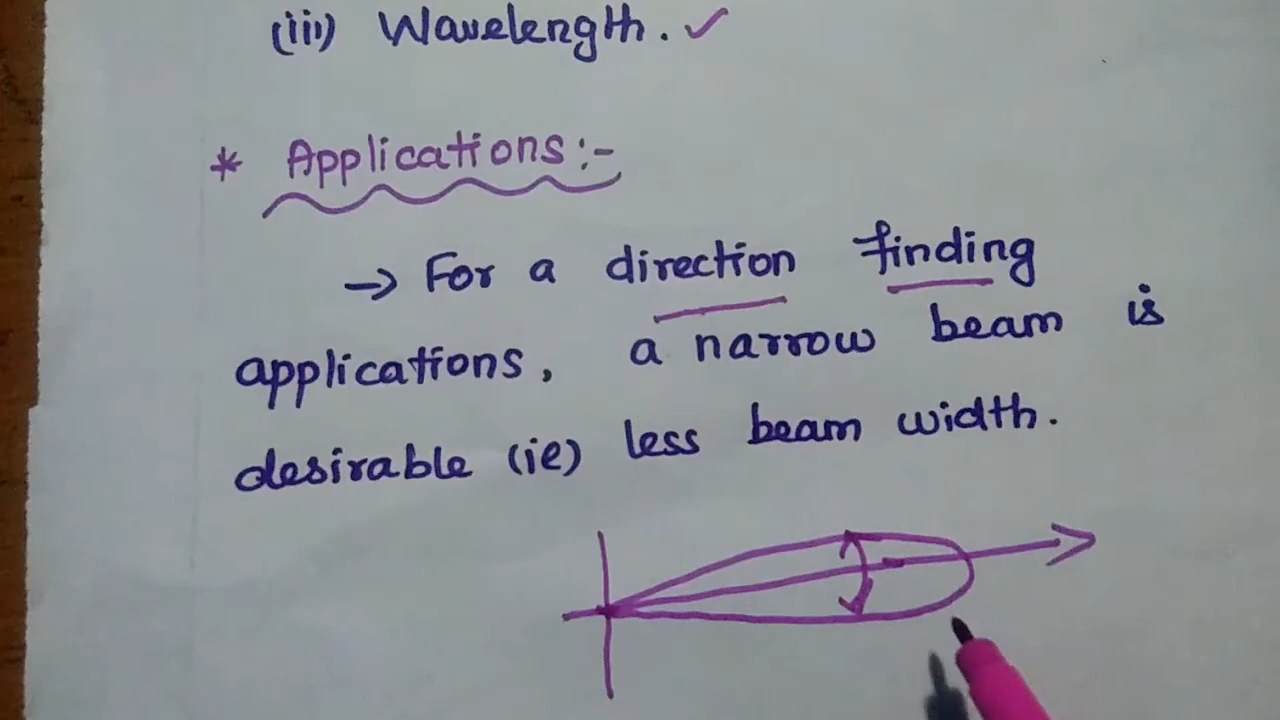 (iii) Wavelength. ✓
* Applications:-
→ For a direction finding
applications, a narrow beam is
desirable (ie) less beam width.